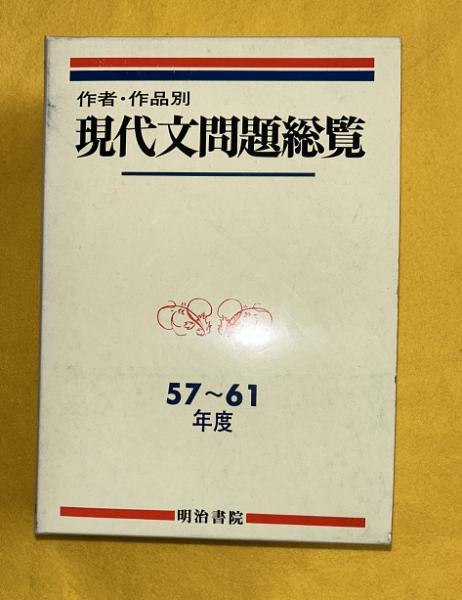 作者・作品別
現代文問題総覧
57〜61
年度
明治書院